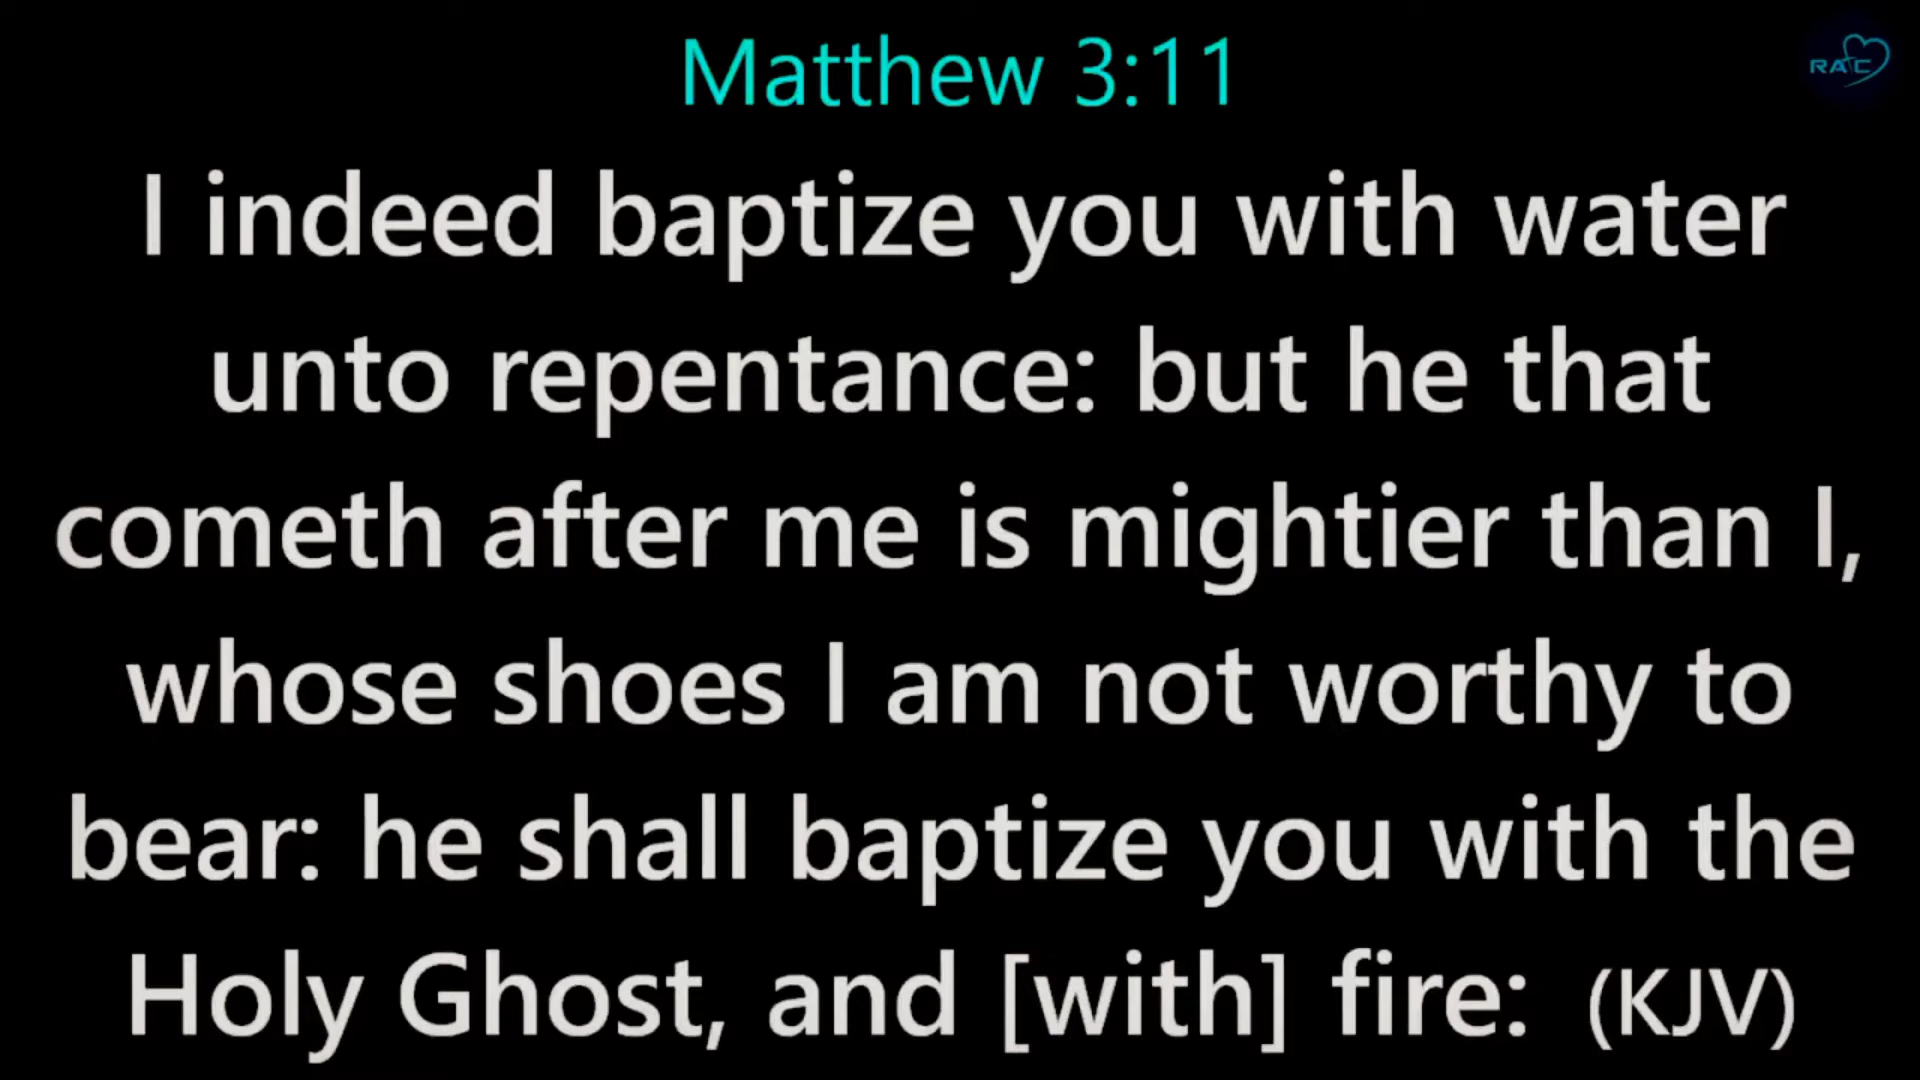 Matthew 3:11
RAC
I indeed baptize you with water
unto repentance: but he that
cometh after me is mightier than I,
whose shoes I am not worthy to
bear: he shall baptize you with the
Holy Ghost, and [with] fire: (KJV)